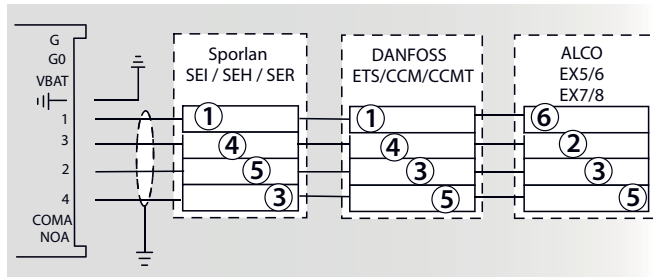 G
G0
VBAT
1
3
2
4
COMA
NOA
Sporlan
SEI / SEH / SER
1
4
5
3
DANFOSS
ETS/CCM/CCMT
1
4
3
5
ALCO
EX5/6
EX7/8
6
2
3
5